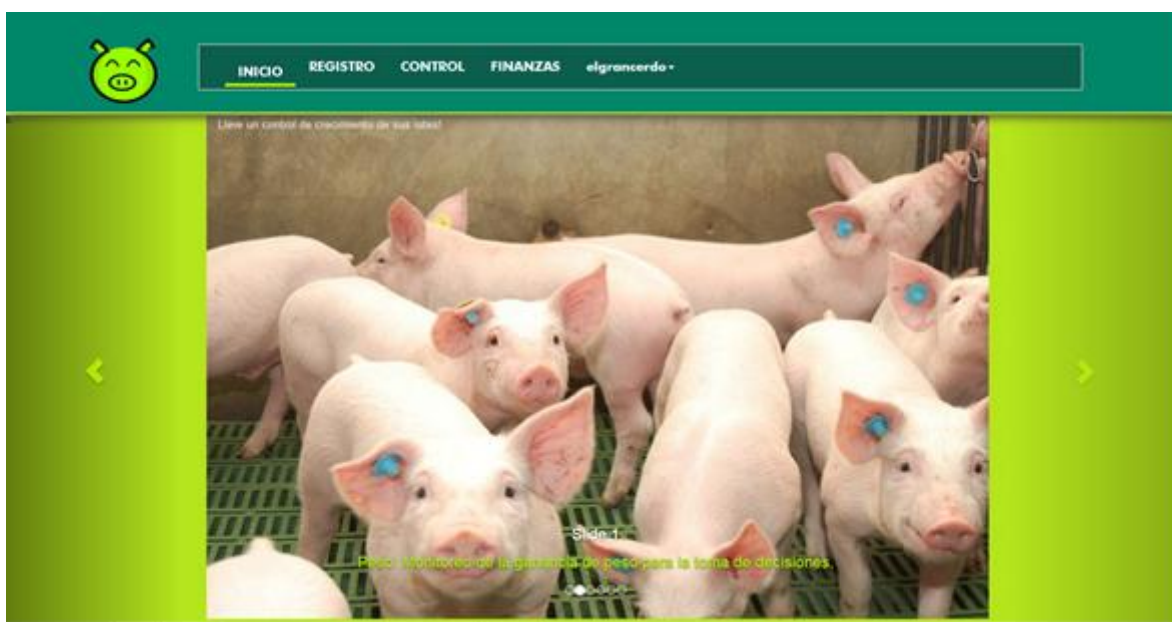 INICIO REGISTRO CONTROL FINANZAS elgrancerdo
Lleve un control de crecimiento de sus lotes!
Slide 1
Peso: Monitoreo de la ganancia de peso para la toma de decisiones.